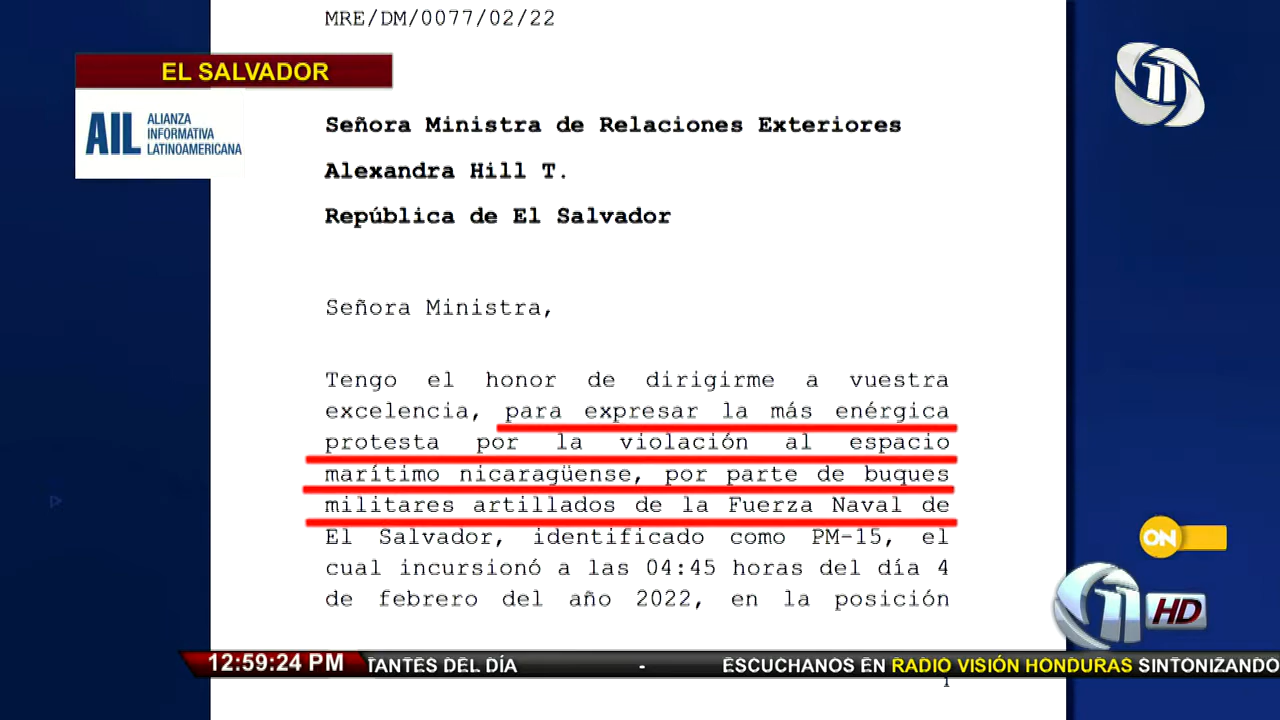 MRE/DM/0077/02/22
EL SALVADOR
AIL ALIANZA
INFORMATIVA
LATINOAMERICANA
Señora Ministra de Relaciones Exteriores
Alexandra Hill T.
República de El Salvador
Señora Ministra,
Tengo el honor de dirigirme a vuestra
excelencia, para expresar la más enérgica
protesta por la violación al espacio
marítimo nicaragüense, por parte de buques
militares artillados de la Fuerza Naval de
El Salvador, identificado como PM-15, el
cual incursionó a las 04:45 horas del día 4
de febrero del año 2022, en la posición
11
ON
11 HD
12:59:24 PM TANTES DEL DÍA - ESCUCHANOS EN RADIO VISIÓN HONDURAS SINTONIZANDO
1